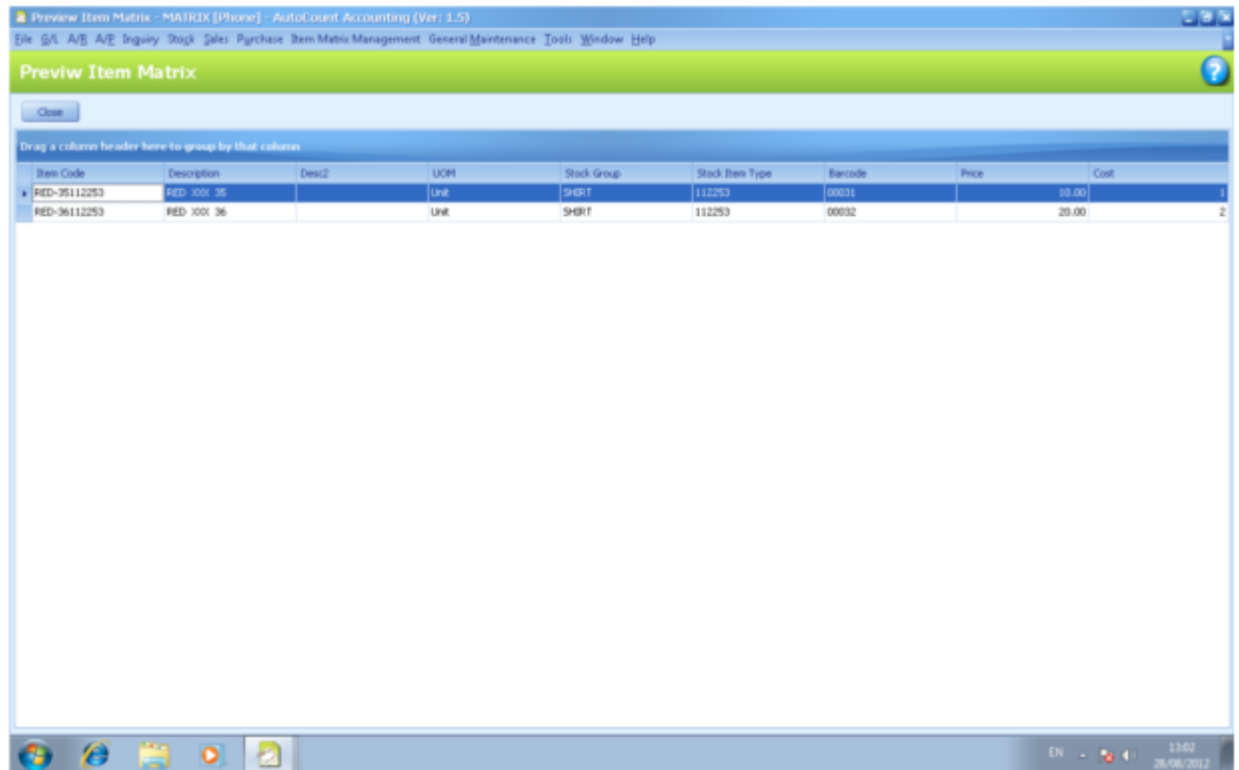 Preview Item Matrix - MATRIX [Phone] - AutoCount Accounting (Ver: 1.5)
File G/L A/R A/P Inquiry Stock Sales Purchase Item Matrix Management General Maintenance Tools Window Help
Previw Item Matrix
Close
Drag a column header here to group by that column
Item Code Description Desc2 UOM Stock Group Stock Item Type Barcode Price Cost
RED-35112253 RED XXX 35 Unit SHIRT 112253 00031 10.00 1
RED-36112253 RED XXX 36 Unit SHIRT 112253 00032 20.00 2
EN 13:02
28/08/2012